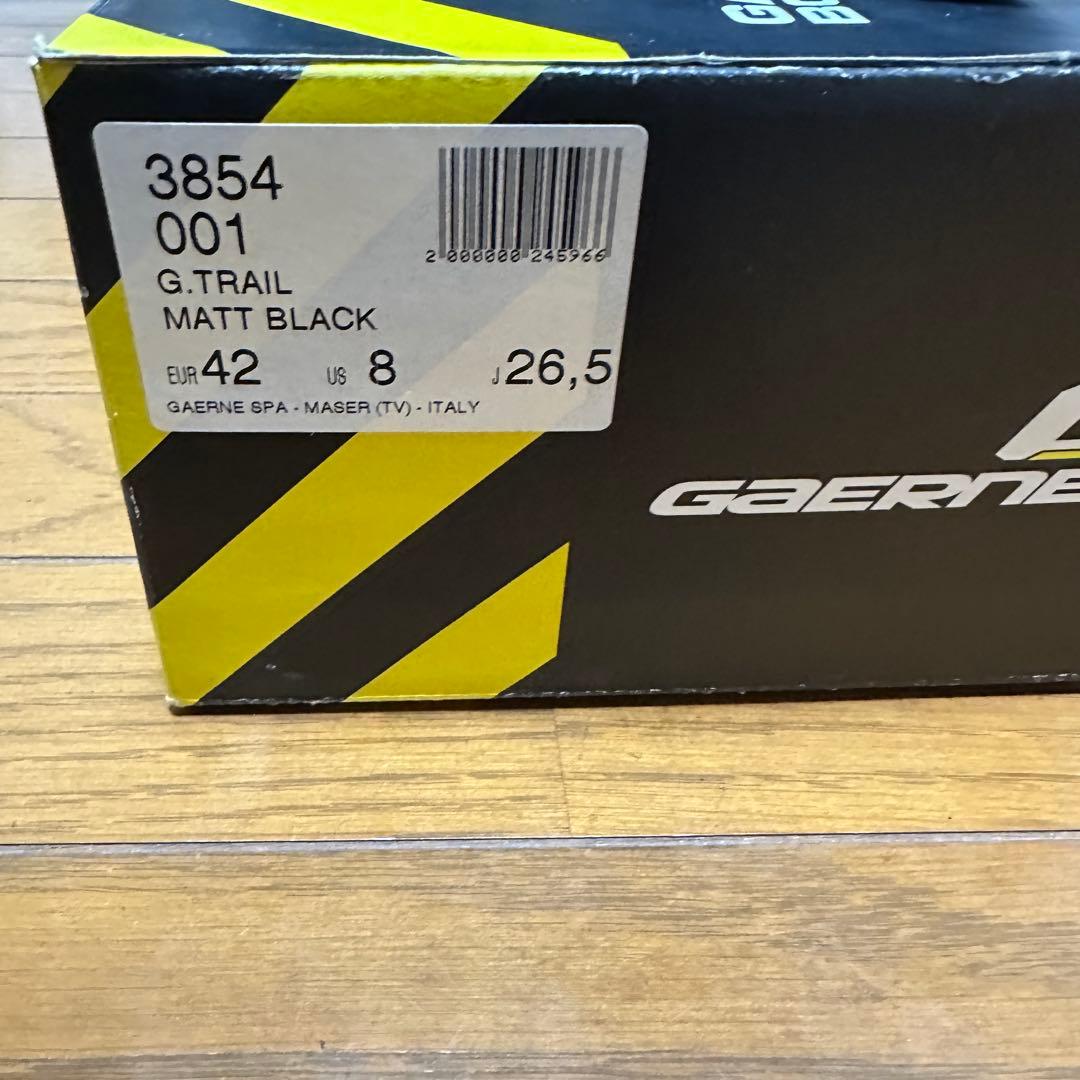 3854
001
G.TRAIL
MATT BLACK
EUR 42 US 8 J 26,5
GAERNE SPA - MASER (TV) - ITALY
2 000000 245966
GAERNE